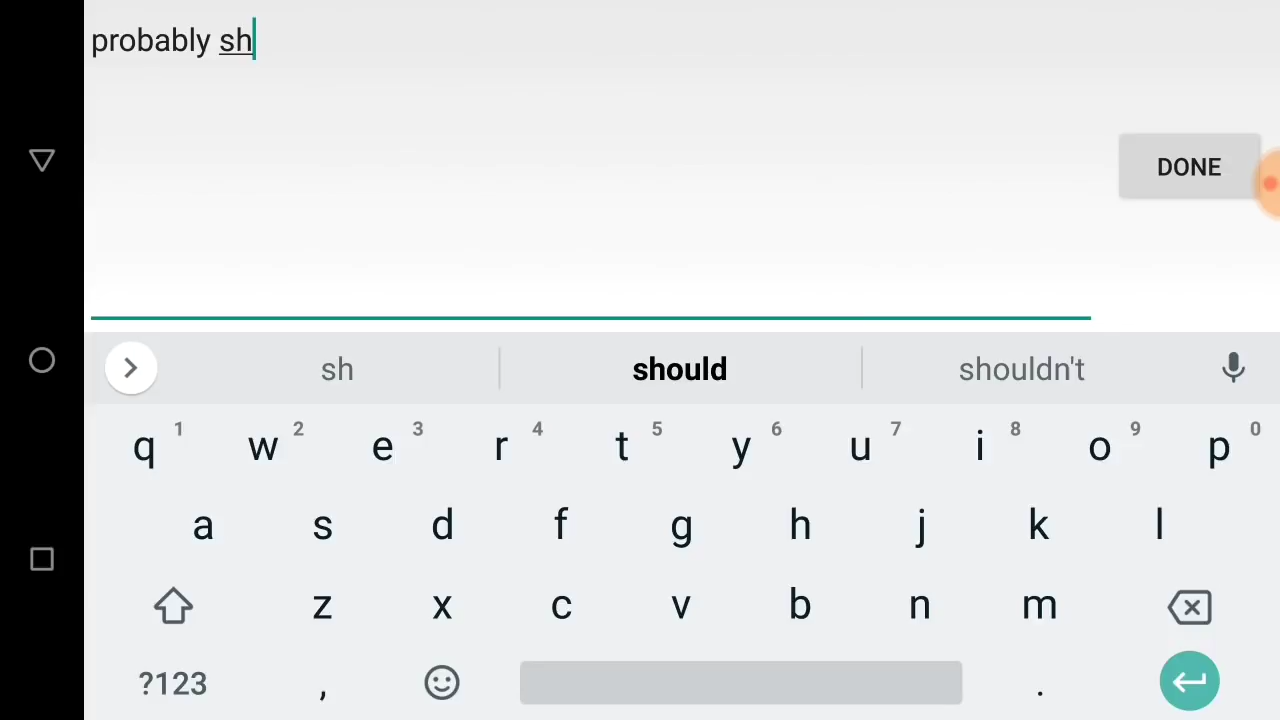 probably sh
DONE
sh should shouldn't
q 1 w 2 e 3 r 4 t 5 y 6 u 7 i 8 o 9 p 0
a s d f g h j k l
z x c v b n m
?123 , .